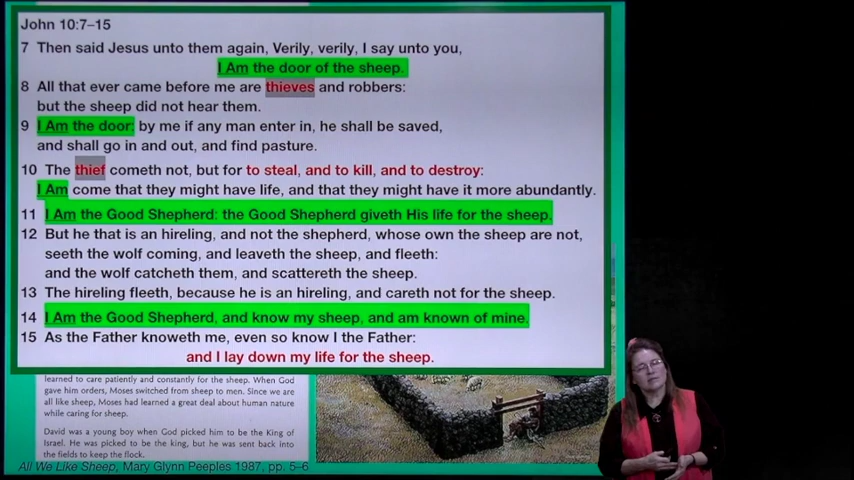 John 10:7–15
7 Then said Jesus unto them again, Verily, verily, I say unto you,
I Am the door of the sheep.
8 All that ever came before me are thieves and robbers:
but the sheep did not hear them.
9 I Am the door: by me if any man enter in, he shall be saved,
and shall go in and out, and find pasture.
10 The thief cometh not, but for to steal, and to kill, and to destroy:
I Am come that they might have life, and that they might have it more abundantly.
11 I Am the Good Shepherd: the Good Shepherd giveth His life for the sheep.
12 But he that is an hireling, and not the shepherd, whose own the sheep are not,
seeth the wolf coming, and leaveth the sheep, and fleeth:
and the wolf catcheth them, and scattereth the sheep.
13 The hireling fleeth, because he is an hireling, and careth not for the sheep.
14 I Am the Good Shepherd, and know my sheep, and am known of mine.
15 As the Father knoweth me, even so know I the Father:
and I lay down my life for the sheep.
learned to care patiently and constantly for the sheep. When God
gave him orders, Moses switched from sheep to men. Since we are
all like sheep, Moses had learned a great deal about human nature
while caring for sheep.
David was a young boy when God picked him to be the King of
Israel. He was picked to be the king, but he was sent back into
the fields to keep the flock.
All We Like Sheep, Mary Glynn Peeples 1987, pp. 5–6